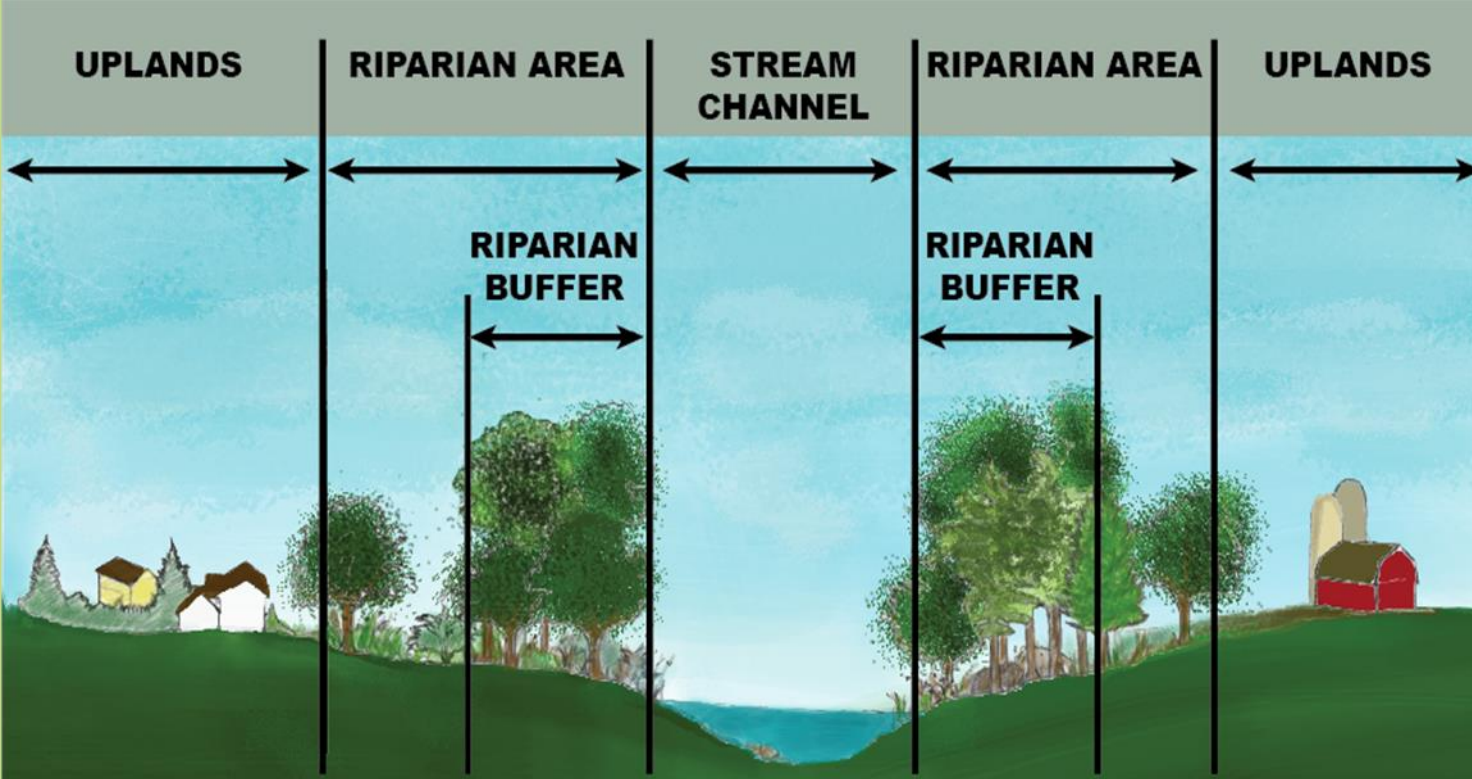 UPLANDS
RIPARIAN AREA
STREAM
CHANNEL
RIPARIAN AREA
UPLANDS
RIPARIAN
BUFFER
RIPARIAN
BUFFER